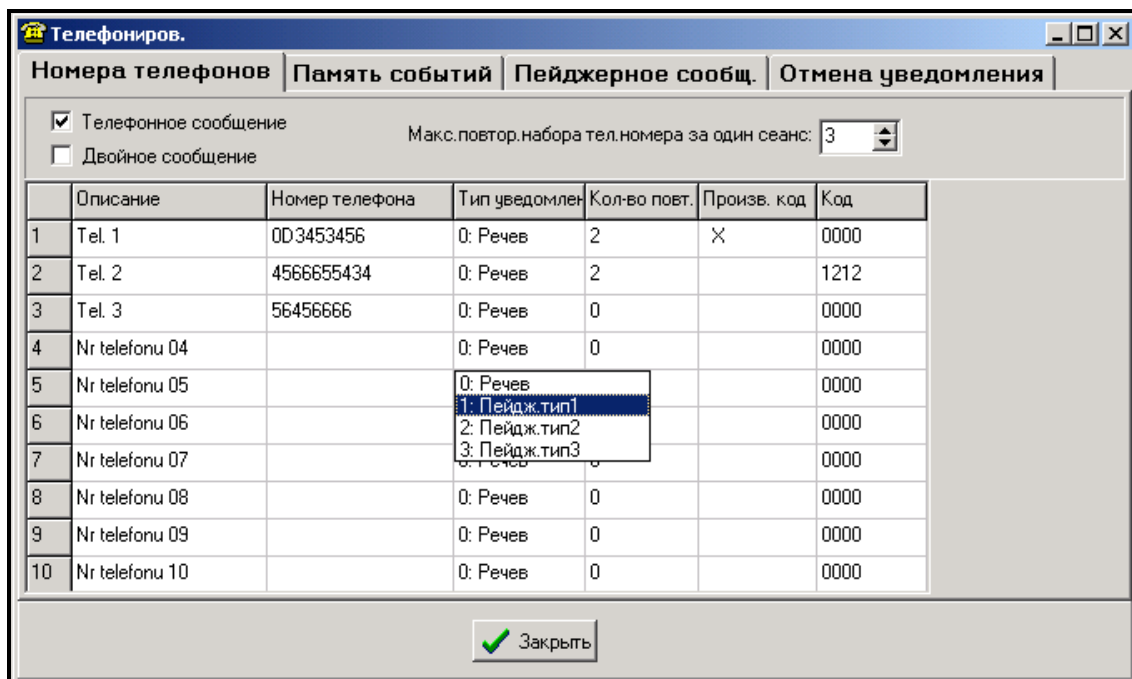 Телефониров.
Номера телефонов Память событий Пейджерное сообщ. Отмена уведомления
Телефонное сообщение
Макс.повтор.набора тел.номера за один сеанс: 3
Двойное сообщение
Описание Номер телефона Тип уведомлен Кол-во повт. Произв. код Код
1 Tel. 1 0D3453456 0: Речев 2 X 0000
2 Tel. 2 4566655434 0: Речев 2 1212
3 Tel. 3 56456666 0: Речев 0 0000
4 Nr telefonu 04 0: Речев 0 0000
5 Nr telefonu 05 0: Речев 0000
1: Пейдж.тип1
6 Nr telefonu 06 2: Пейдж.тип2 0000
3: Пейдж.тип3
7 Nr telefonu 07 0: Речев 0 0000
8 Nr telefonu 08 0: Речев 0 0000
9 Nr telefonu 09 0: Речев 0 0000
10 Nr telefonu 10 0: Речев 0 0000
Закрыть